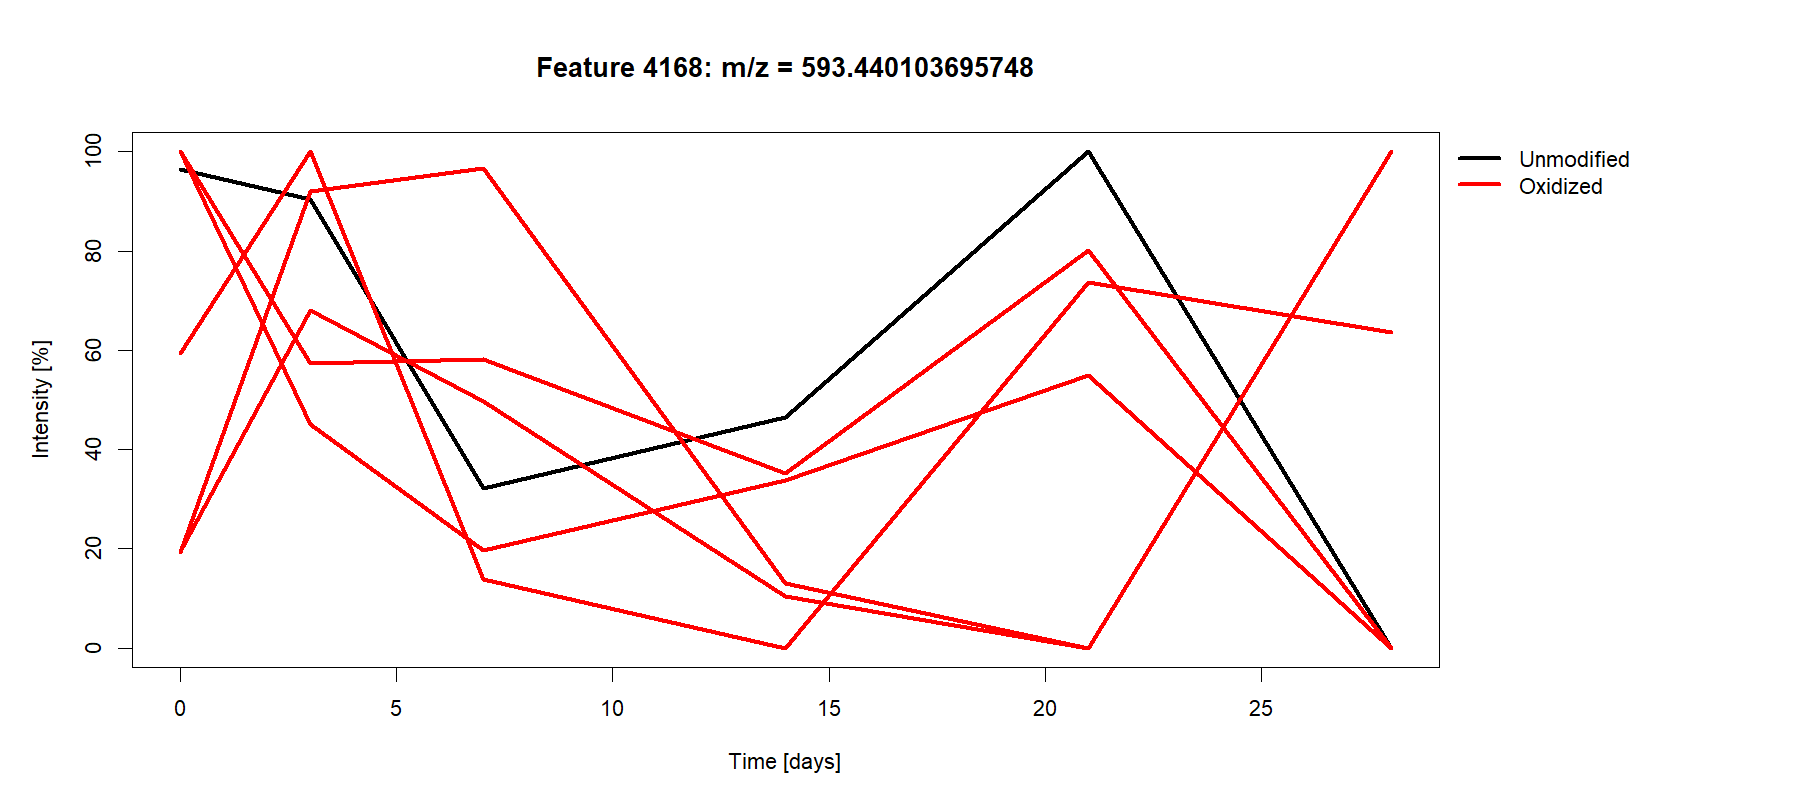 Feature 4168: m/z = 593.440103695748
Unmodified
Oxidized
Intensity [%]
100
80
60
40
20
0
0 5 10 15 20 25
Time [days]